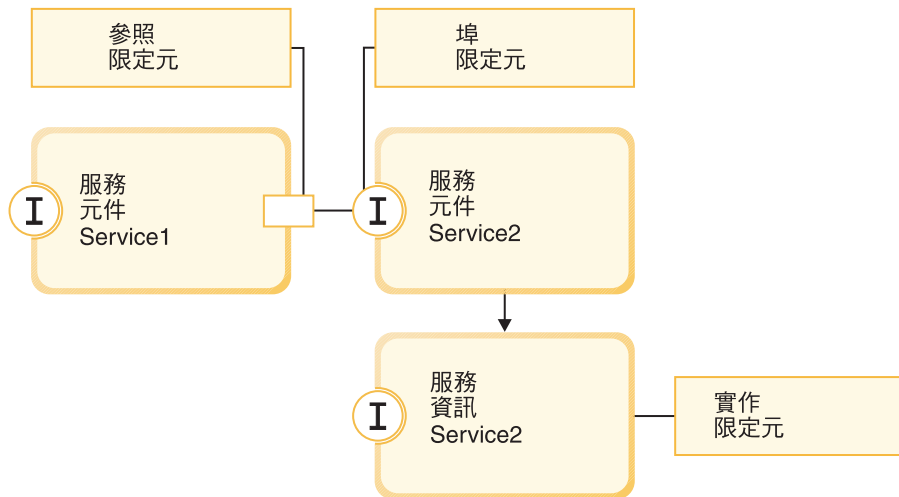 參照
限定元
埠
限定元
服務
元件
Service1
I
服務
元件
Service2
I
服務
資訊
Service2
I
實作
限定元